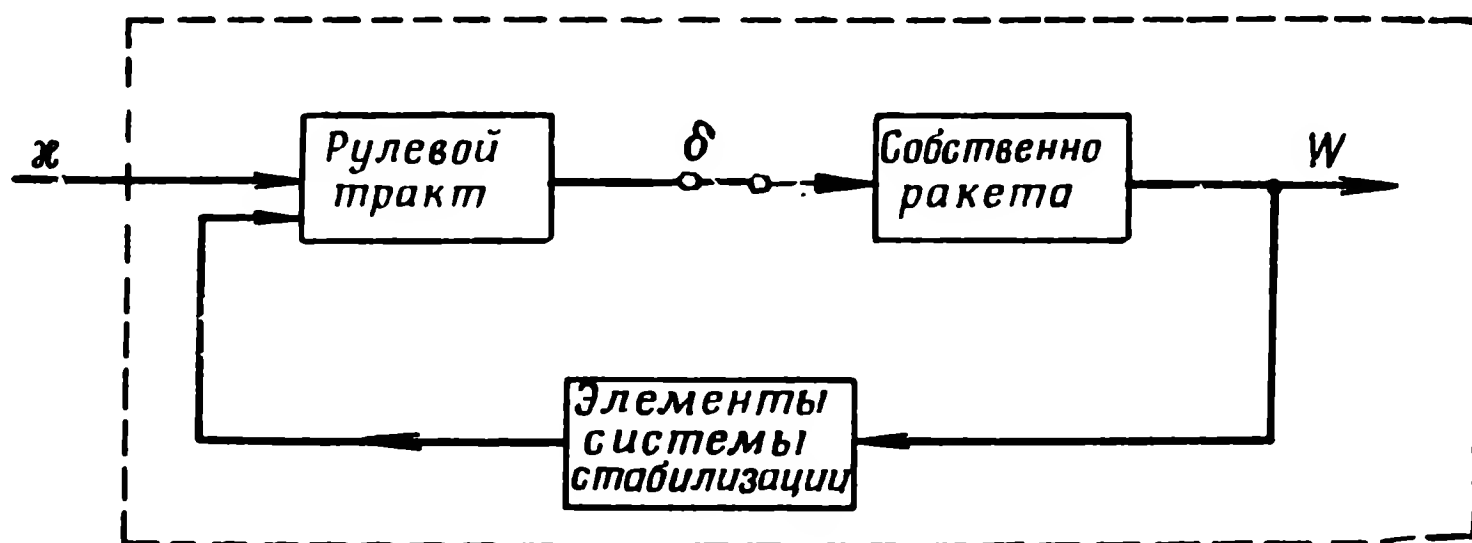 ϰ
Рулевой
тракт
δ
Собственно
ракета
W
Элементы
системы
стабилизации